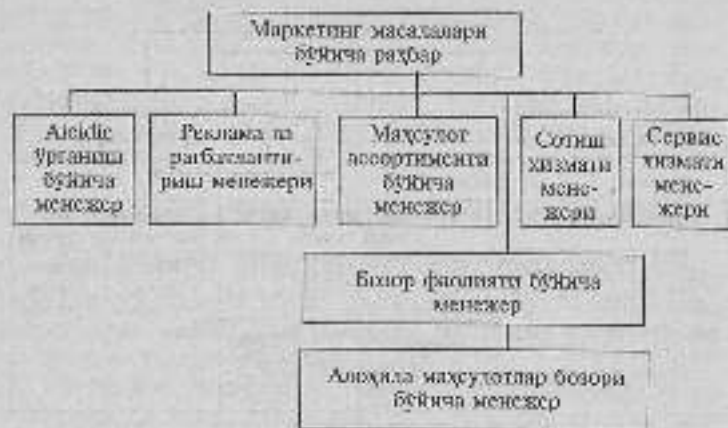 Маркетинг масалалари
бўйича раҳбар
Aicidic
ўрганиш
бўйича
менежер
Реклама ва
рағбатланти-
риш менежери
Маҳсулот
ассортименти
бўйича
менежер
Сотиш
хизмати
мене-
жери
Сервис
хизмати
мене-
жери
Бозор фаолияти бўйича
менежер
Алоҳида маҳсулотлар бозори
бўйича менежер